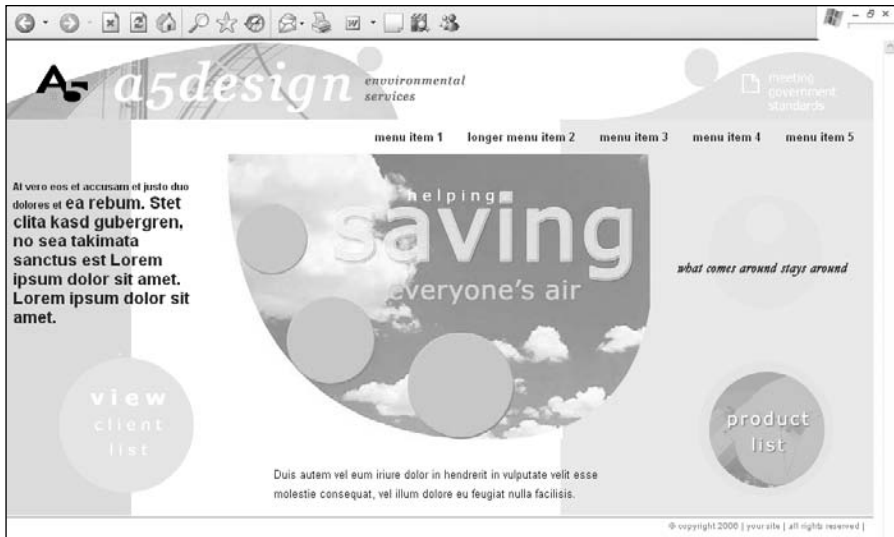 A5 a5design envvironmental
services
meeting
government
standards
menu item 1 longer menu item 2 menu item 3 menu item 4 menu item 5
At vero eos et accusam et justo duo
dolores et ea rebum. Stet
clita kasd gubergren,
no sea takimata
sanctus est Lorem
ipsum dolor sit amet.
Lorem ipsum dolor sit
amet.
helping
saving
everyone's air
what comes around stays around
view
client
list
product
list
Duis autem vel eum iriure dolor in hendrerit in vulputate velit esse
molestie consequat, vel illum dolore eu feugiat nulla facilisis.
© copyright 2006 | your site | all rights reserved |